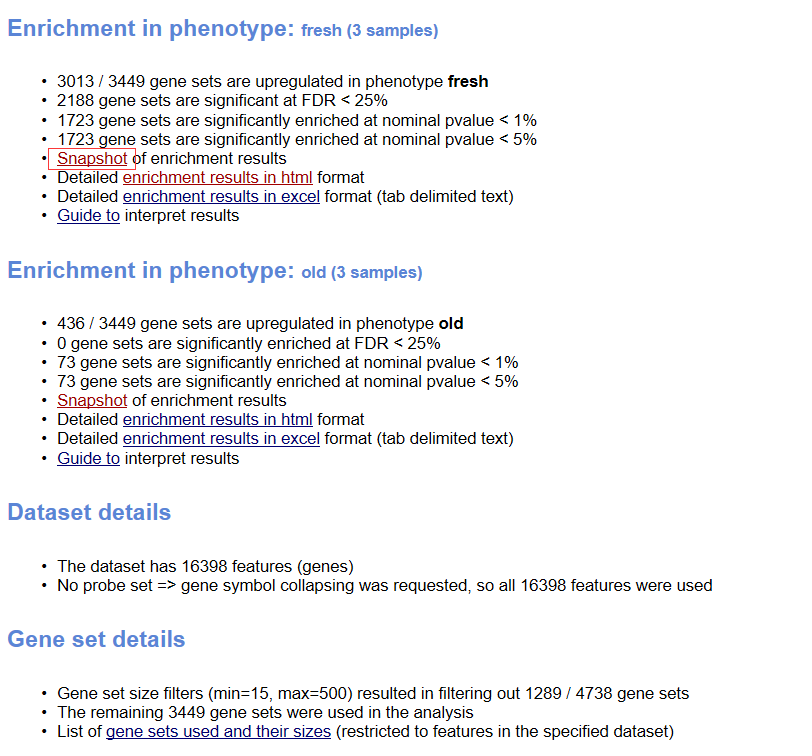 Enrichment in phenotype: fresh (3 samples)
• 3013 / 3449 gene sets are upregulated in phenotype fresh
• 2188 gene sets are significant at FDR < 25%
• 1723 gene sets are significantly enriched at nominal pvalue < 1%
• 1723 gene sets are significantly enriched at nominal pvalue < 5%
• Snapshot of enrichment results
• Detailed enrichment results in html format
• Detailed enrichment results in excel format (tab delimited text)
• Guide to interpret results
Enrichment in phenotype: old (3 samples)
• 436 / 3449 gene sets are upregulated in phenotype old
• 0 gene sets are significantly enriched at FDR < 25%
• 73 gene sets are significantly enriched at nominal pvalue < 1%
• 73 gene sets are significantly enriched at nominal pvalue < 5%
• Snapshot of enrichment results
• Detailed enrichment results in html format
• Detailed enrichment results in excel format (tab delimited text)
• Guide to interpret results
Dataset details
• The dataset has 16398 features (genes)
• No probe set => gene symbol collapsing was requested, so all 16398 features were used
Gene set details
• Gene set size filters (min=15, max=500) resulted in filtering out 1289 / 4738 gene sets
• The remaining 3449 gene sets were used in the analysis
• List of gene sets used and their sizes (restricted to features in the specified dataset)